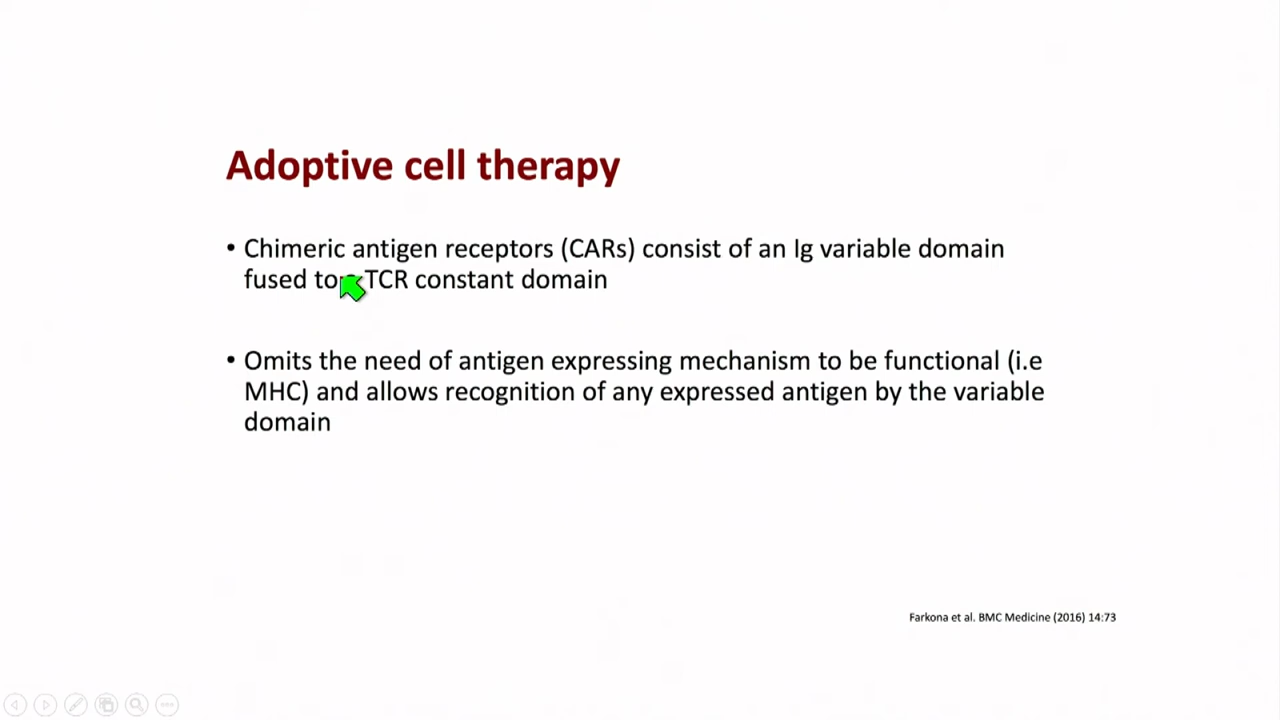 Adoptive cell therapy
• Chimeric antigen receptors (CARs) consist of an Ig variable domain
fused to TCR constant domain
• Omits the need of antigen expressing mechanism to be functional (i.e
MHC) and allows recognition of any expressed antigen by the variable
domain
Farkona et al. BMC Medicine (2016) 14:73